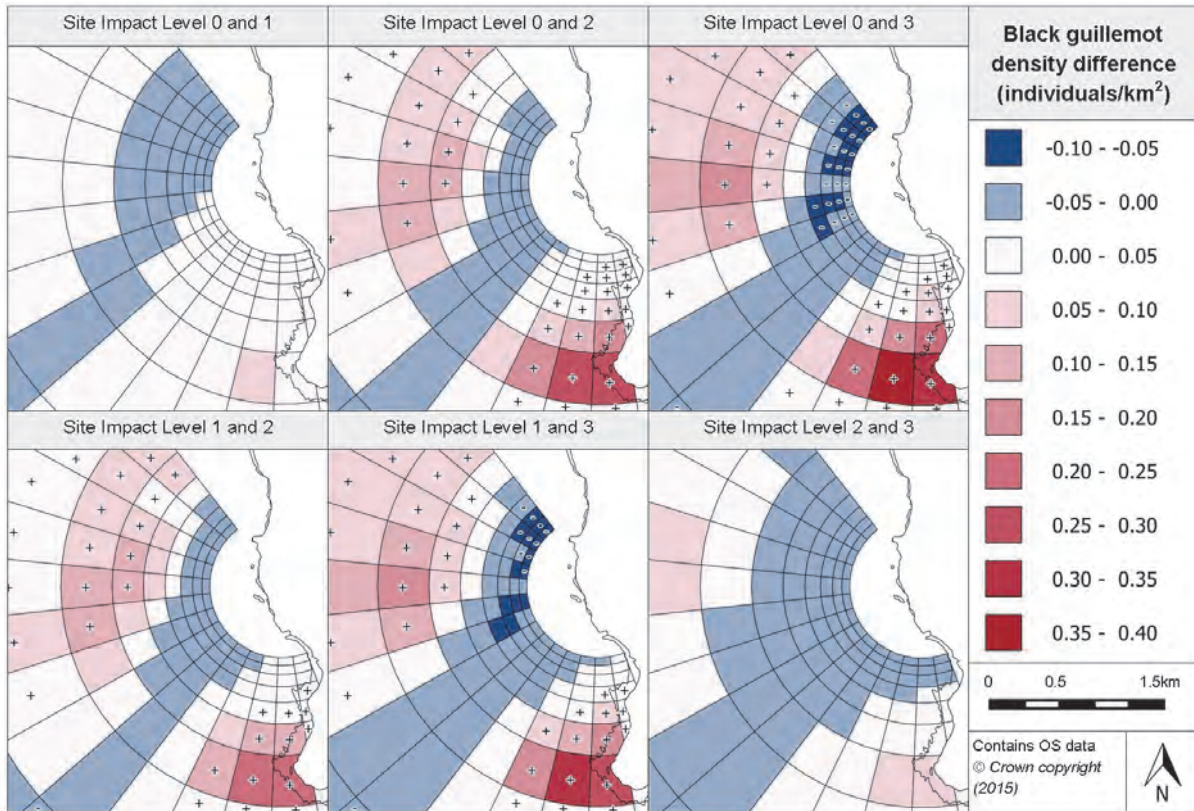 Site Impact Level 0 and 1
Site Impact Level 0 and 2
Site Impact Level 0 and 3
Site Impact Level 1 and 2
Site Impact Level 1 and 3
Site Impact Level 2 and 3
Black guillemot
density difference
(individuals/km²)
-0.10 - -0.05
-0.05 - 0.00
0.00 - 0.05
0.05 - 0.10
0.10 - 0.15
0.15 - 0.20
0.20 - 0.25
0.25 - 0.30
0.30 - 0.35
0.35 - 0.40
0 0.5 1.5km
Contains OS data
© Crown copyright
(2015)
N